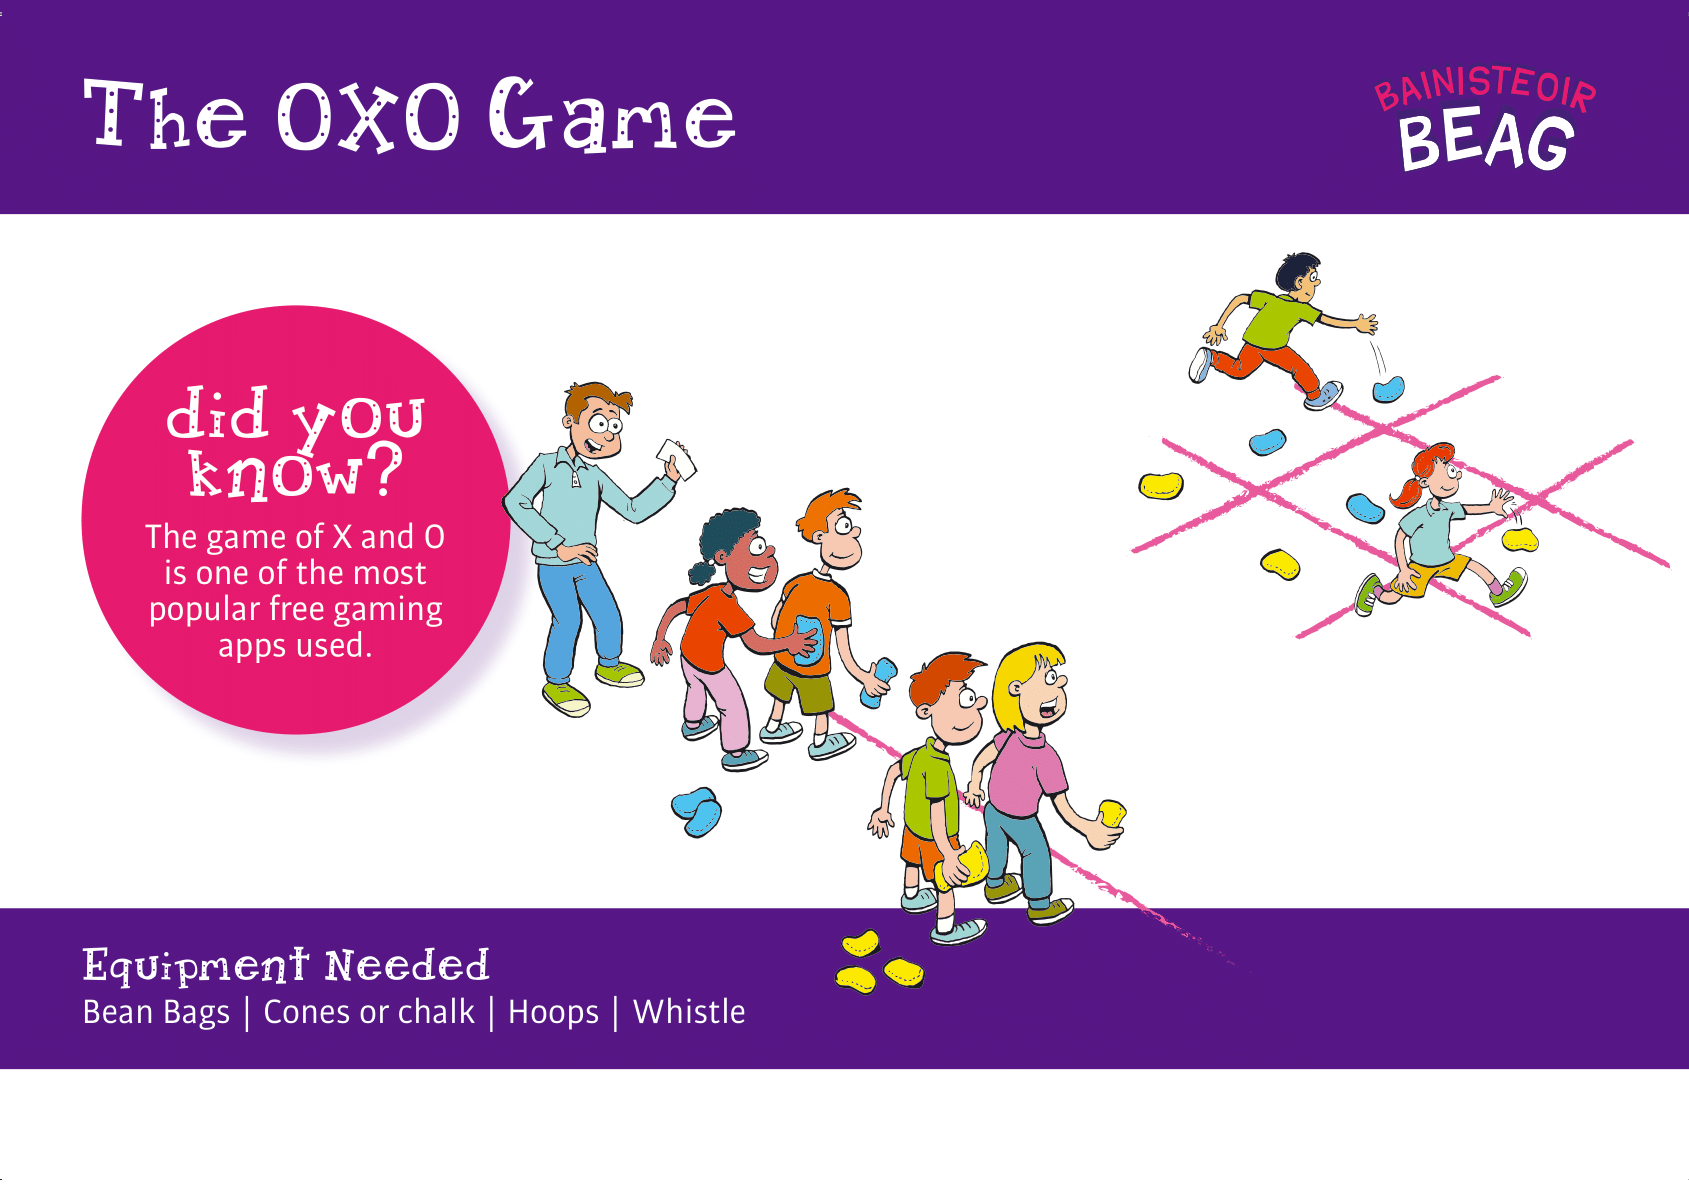 The OXO Game
BAINISTEOIR
BEAG
did you
know?
The game of X and O
is one of the most
popular free gaming
apps used.
Equipment Needed
Bean Bags | Cones or chalk | Hoops | Whistle